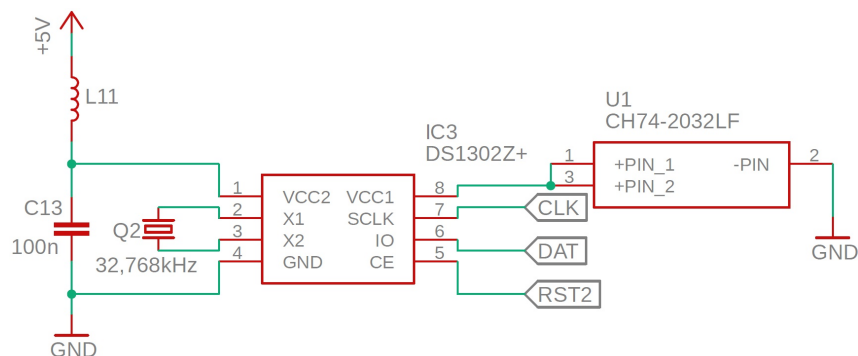 +5V
L11
C13
100n
Q2
32,768kHz
GND
IC3
DS1302Z+
1 VCC2 VCC1 8
2 X1 SCLK 7
3 X2 IO 6
4 GND CE 5
CLK
DAT
RST2
U1
CH74-2032LF
1 +PIN_1 -PIN 2
3 +PIN_2
GND